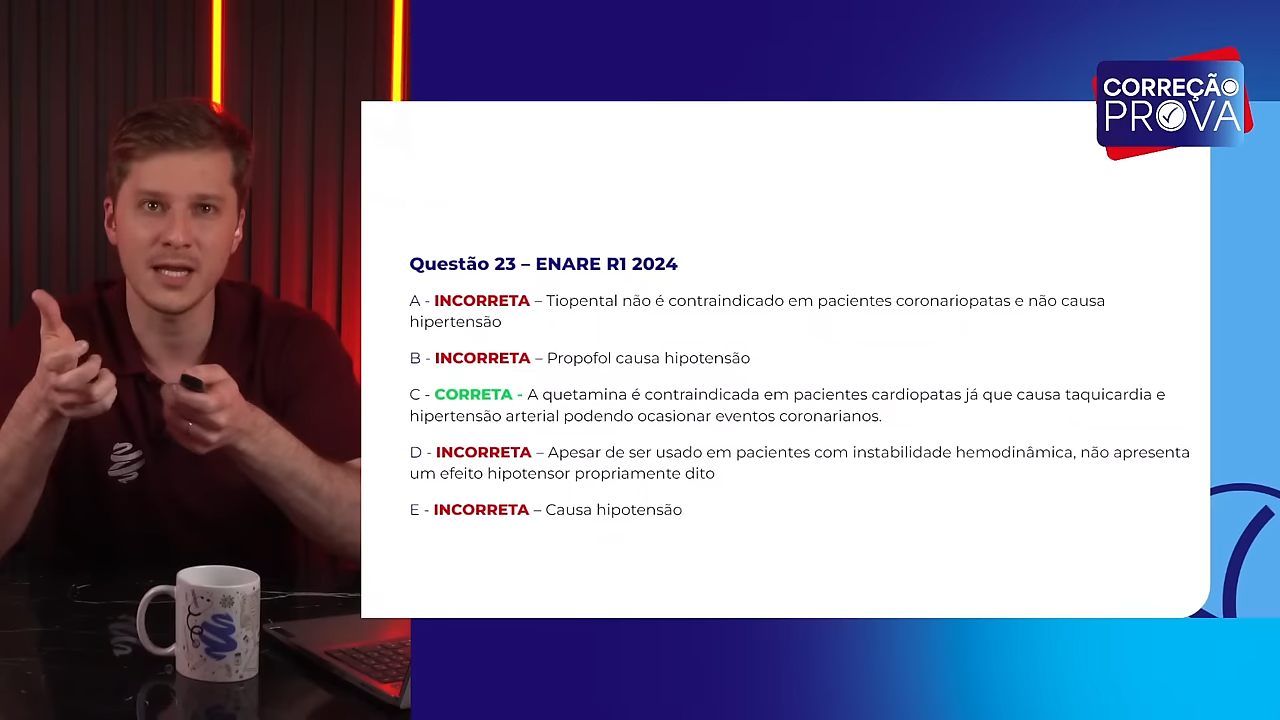 CORREÇÃO
PROVA
Questão 23 – ENARE R1 2024
A - INCORRETA – Tiopental não é contraindicado em pacientes coronariopatas e não causa
hipertensão
B - INCORRETA – Propofol causa hipotensão
C - CORRETA - A quetamina é contraindicada em pacientes cardiopatas já que causa taquicardia e
hipertensão arterial podendo ocasionar eventos coronarianos.
D - INCORRETA – Apesar de ser usado em pacientes com instabilidade hemodinâmica, não apresenta
um efeito hipotensor propriamente dito
E - INCORRETA – Causa hipotensão